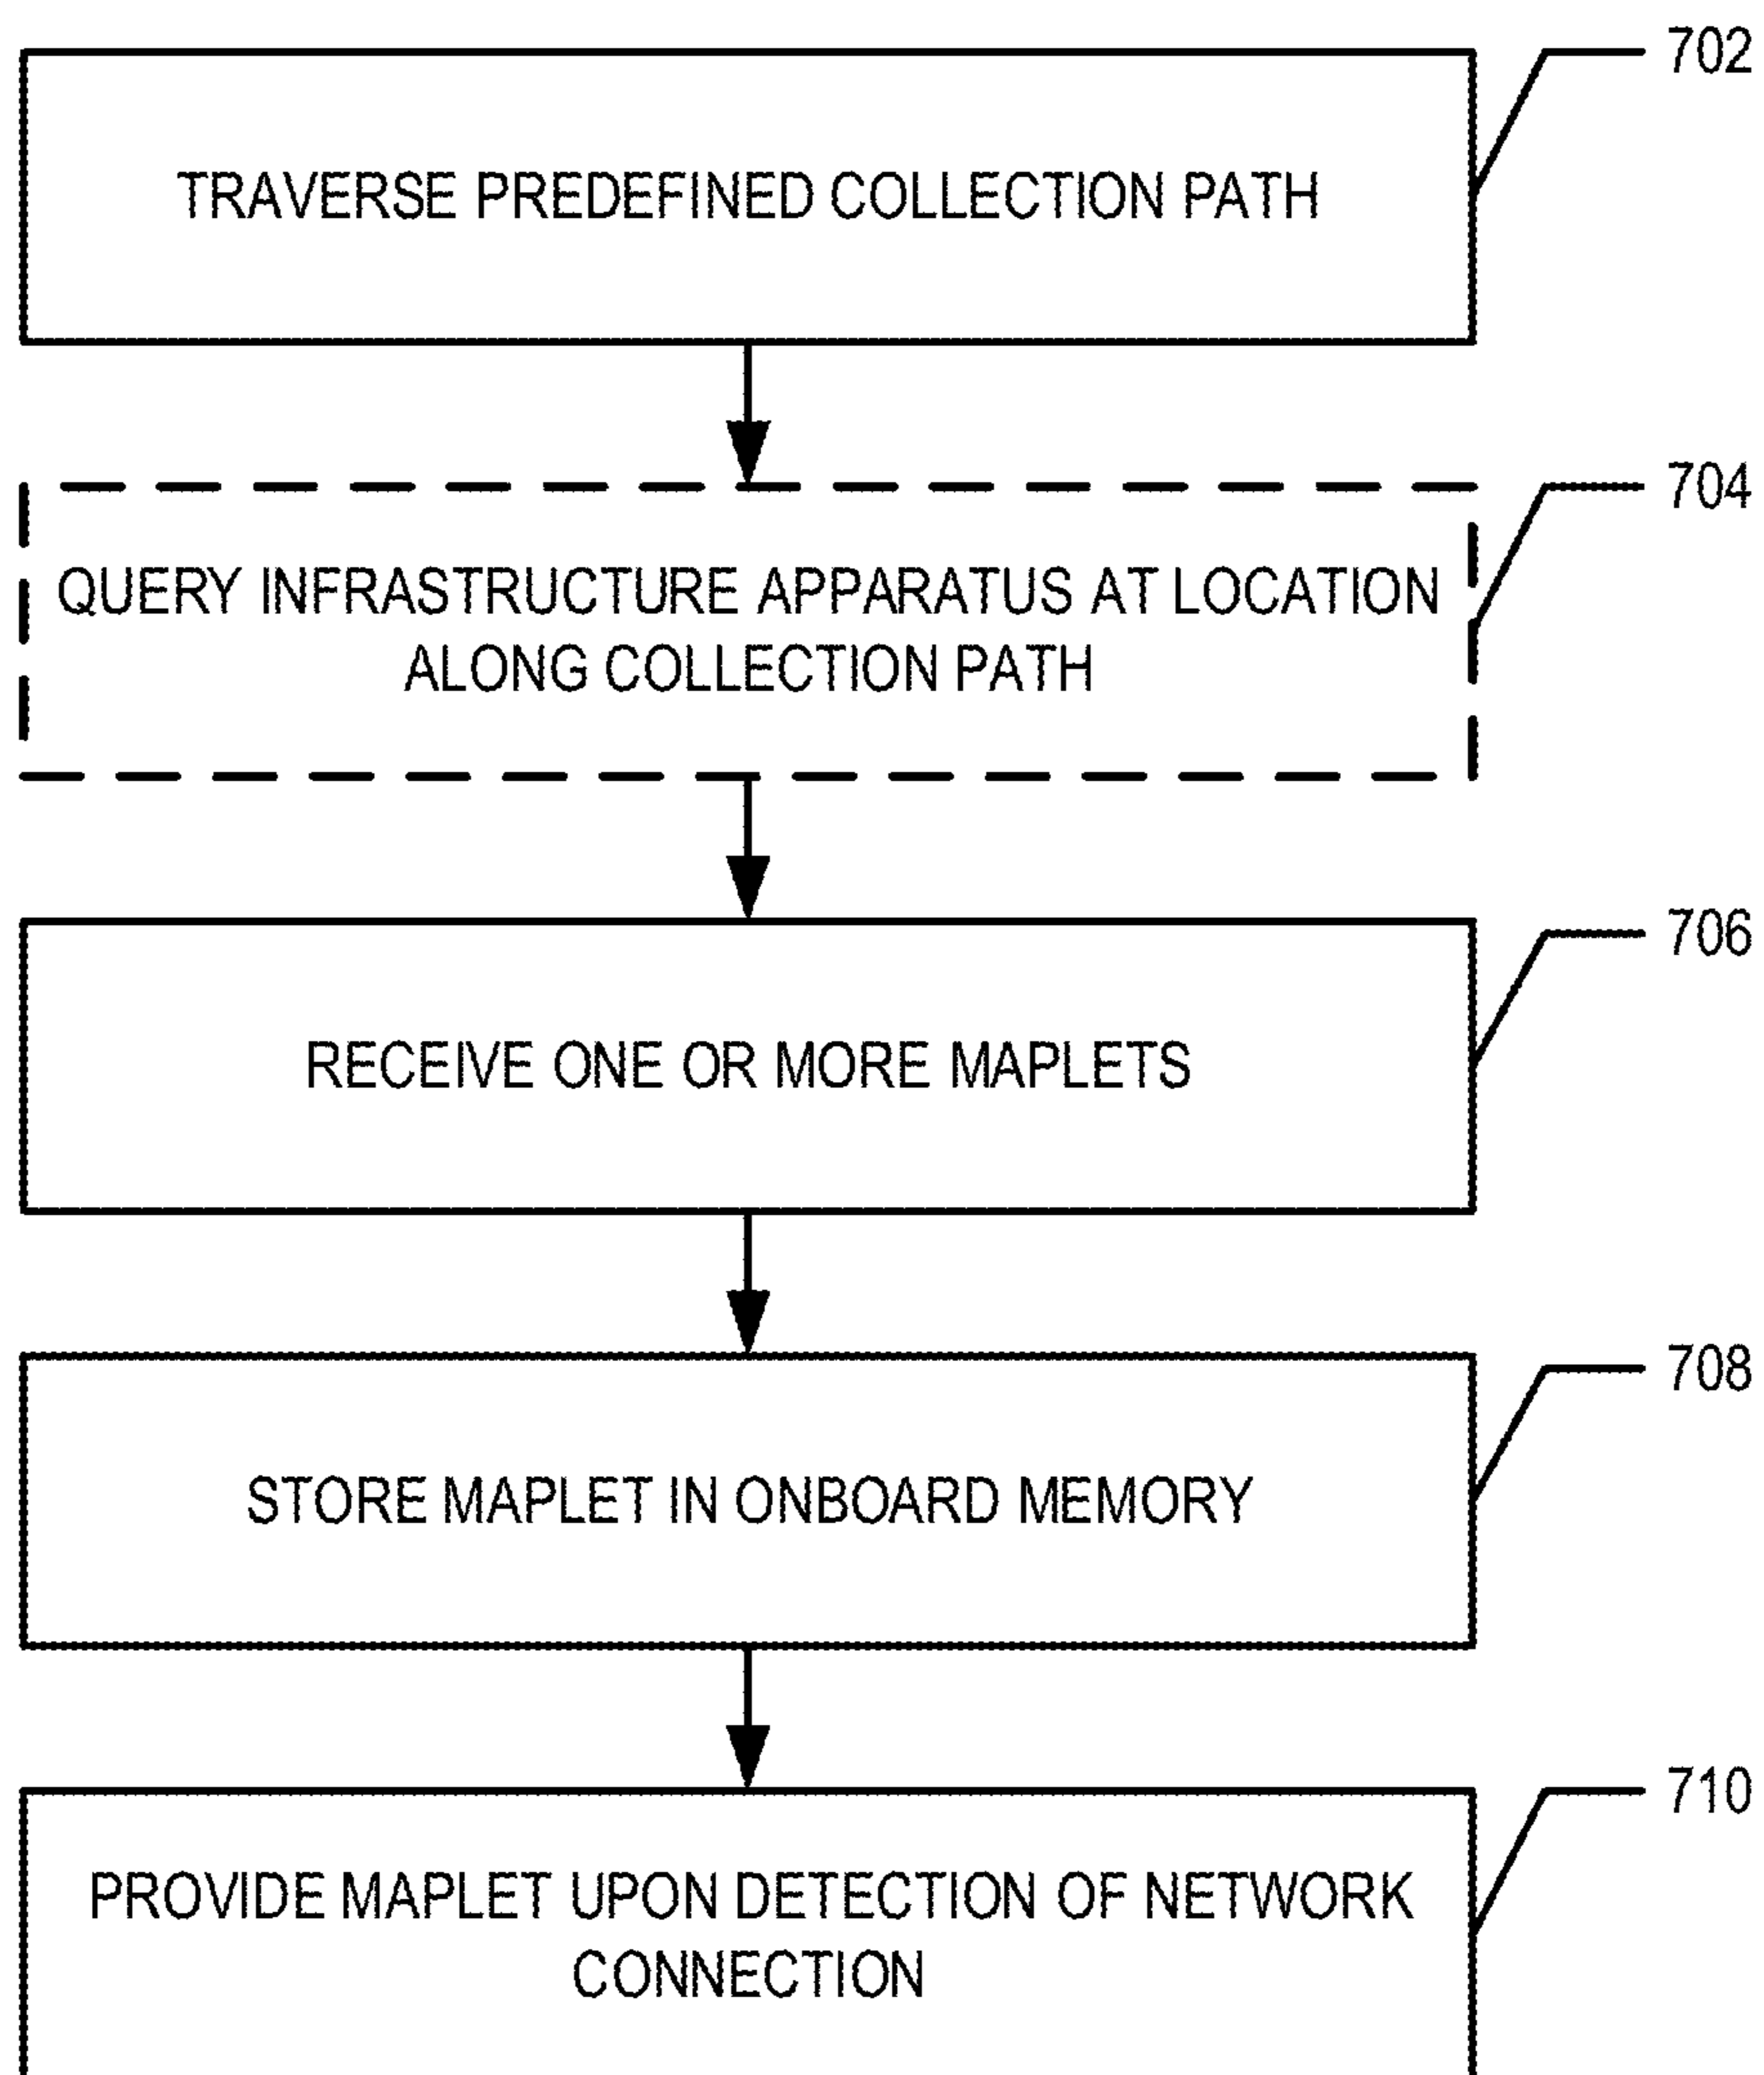 702
TRAVERSE PREDEFINED COLLECTION PATH
704
QUERY INFRASTRUCTURE APPARATUS AT LOCATION
ALONG COLLECTION PATH
706
RECEIVE ONE OR MORE MAPLETS
708
STORE MAPLET IN ONBOARD MEMORY
710
PROVIDE MAPLET UPON DETECTION OF NETWORK
CONNECTION